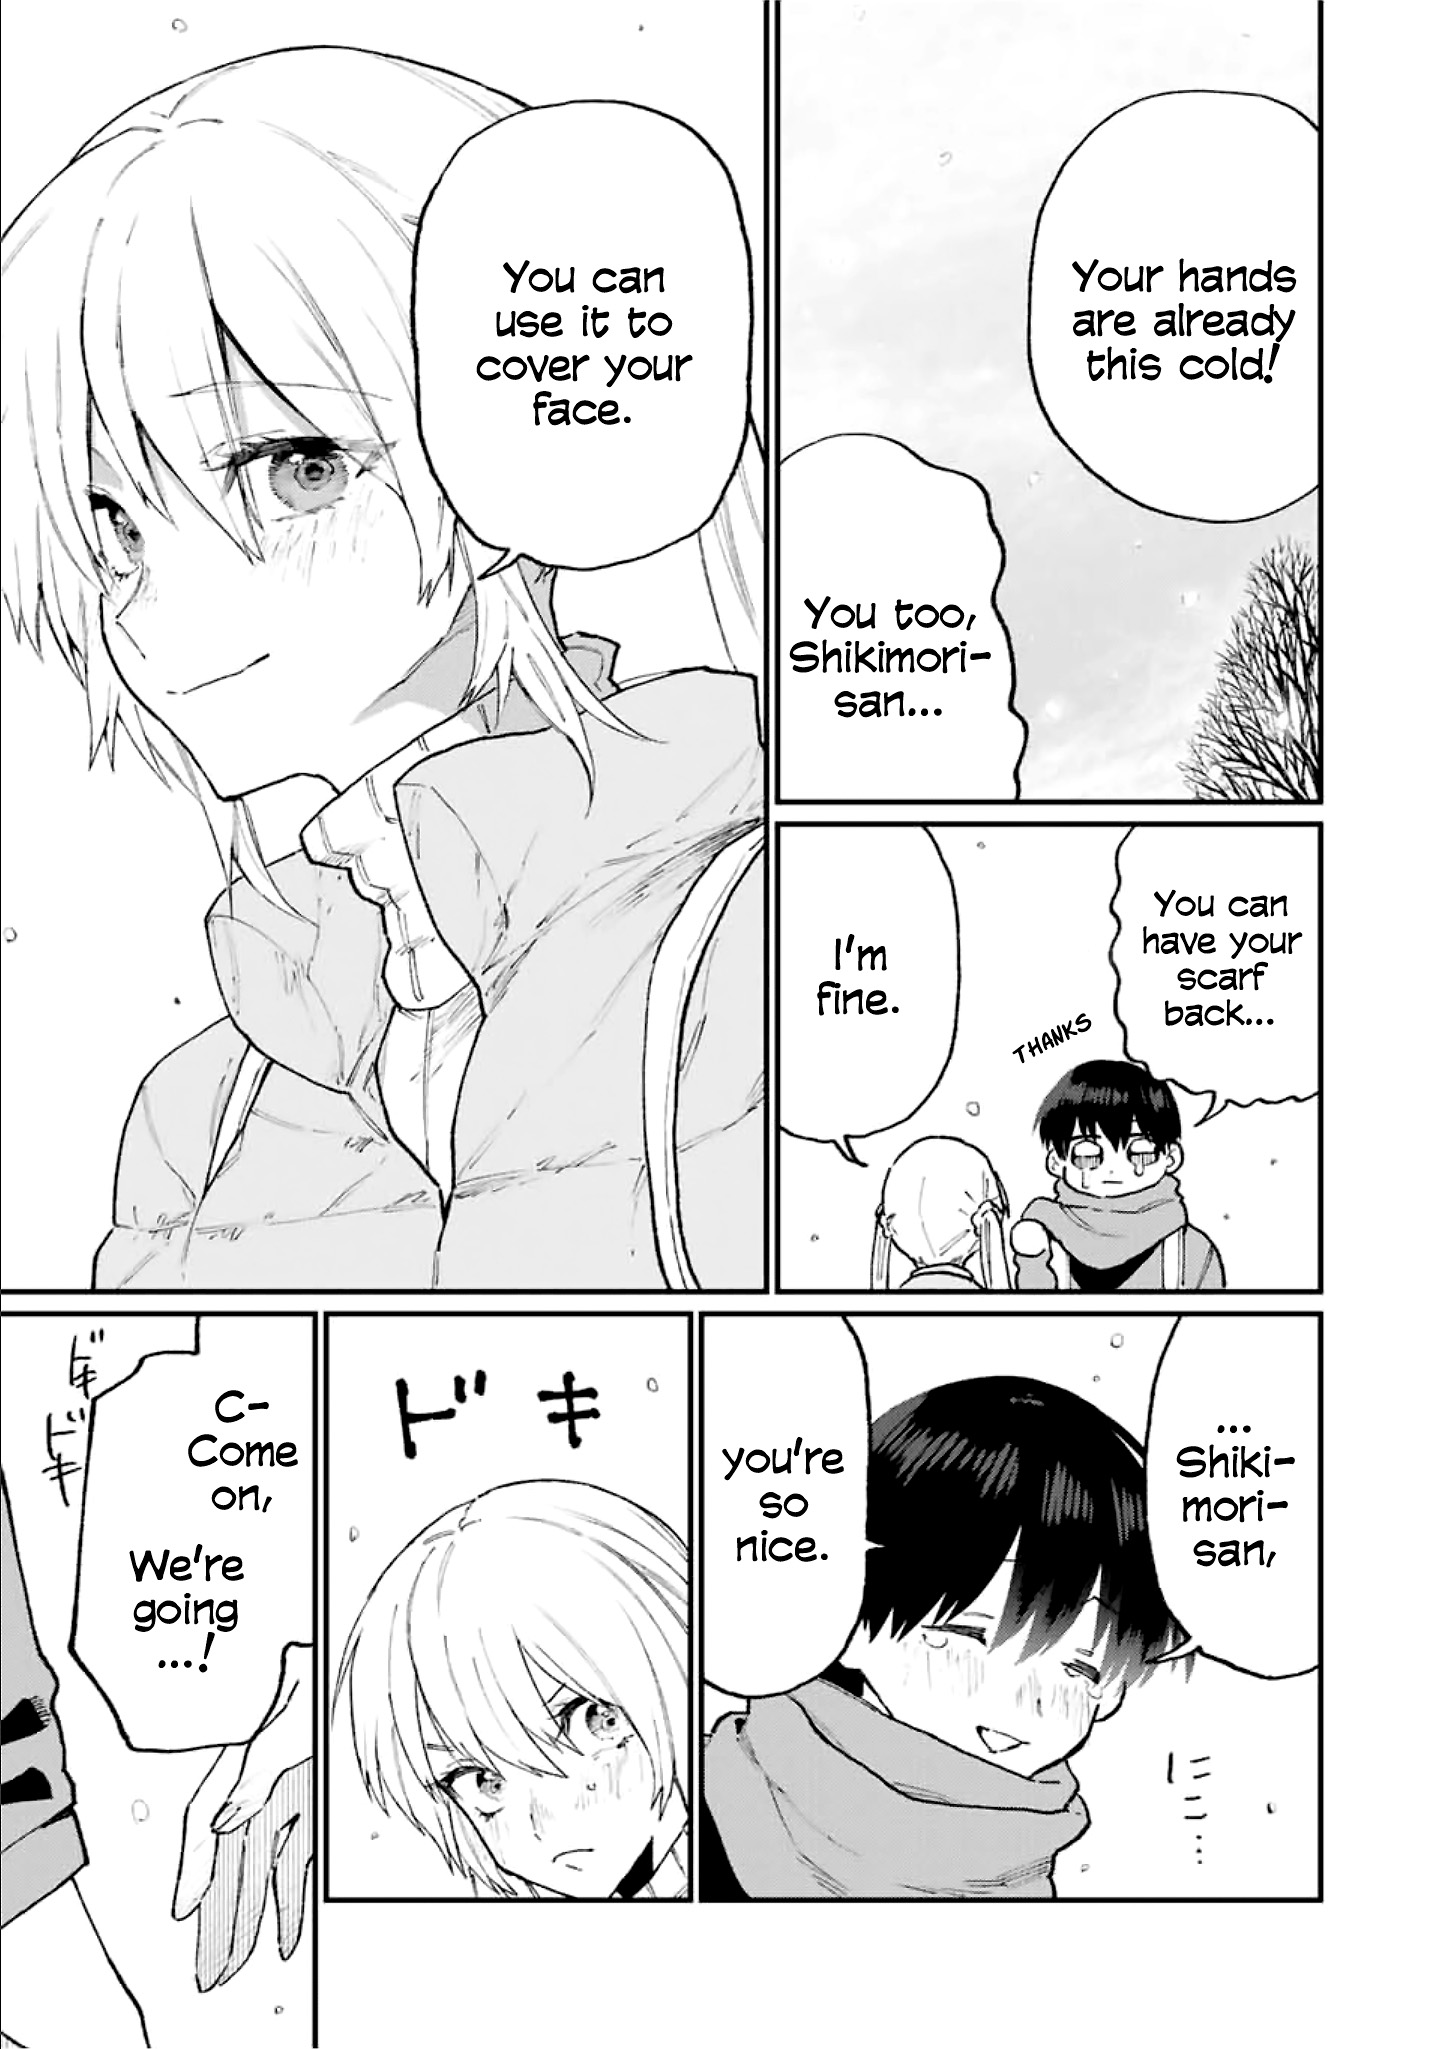 Your hands
are already
this cold!
You too,
Shikimori-
san...
You can
have your
scarf
back...
THANKS
I'm
fine.
You can
use it to
cover your
face.
...
Shiki-
mori-
san,
you're
so
nice.
にこ...
ドキ
C-
Come
on,
We're
going
...!
ドキ
ドキ